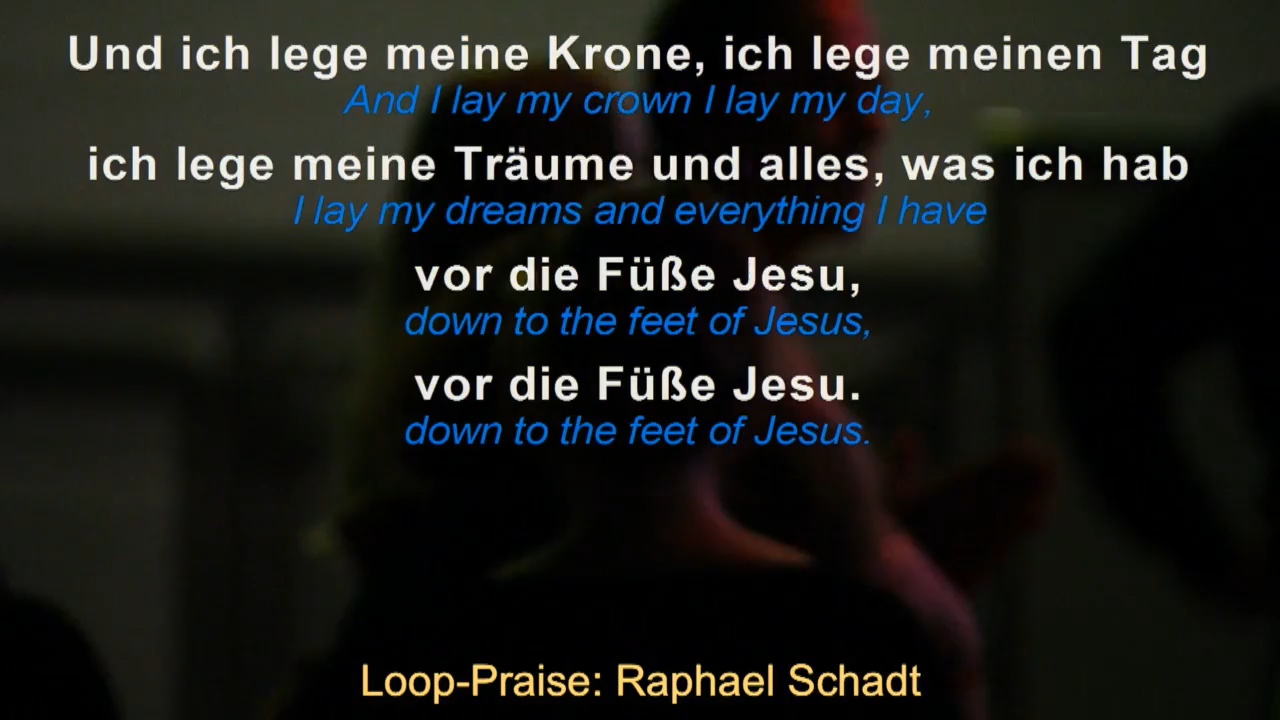 Und ich lege meine Krone, ich lege meinen Tag
And I lay my crown I lay my day,
ich lege meine Träume und alles, was ich hab
I lay my dreams and everything I have
vor die Füße Jesu,
down to the feet of Jesus,
vor die Füße Jesu.
down to the feet of Jesus.
Loop-Praise: Raphael Schadt